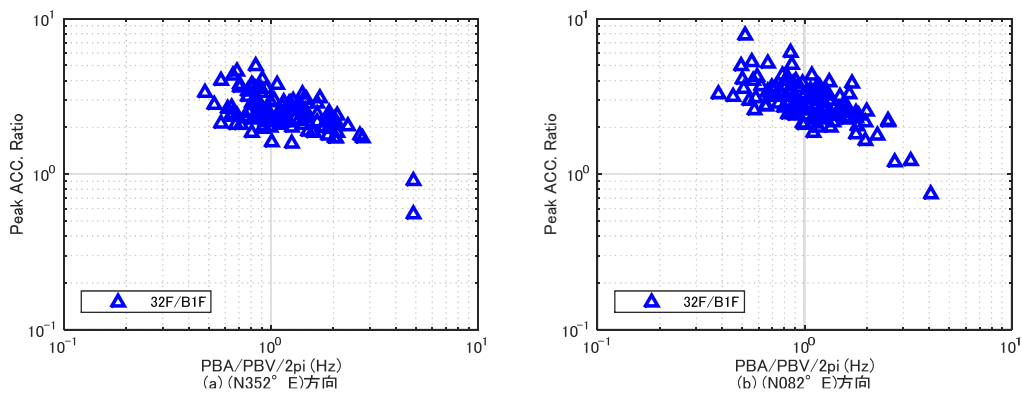 10¹
10⁰
10⁻¹
Peak ACC. Ratio
32F/B1F
10⁻¹ 10⁰ 10¹
PBA/PBV/2pi(Hz)
(a)(N352°E)方向
10¹
10⁰
10⁻¹
Peak ACC. Ratio
32F/B1F
10⁻¹ 10⁰ 10¹
PBA/PBV/2pi(Hz)
(b)(N082°E)方向